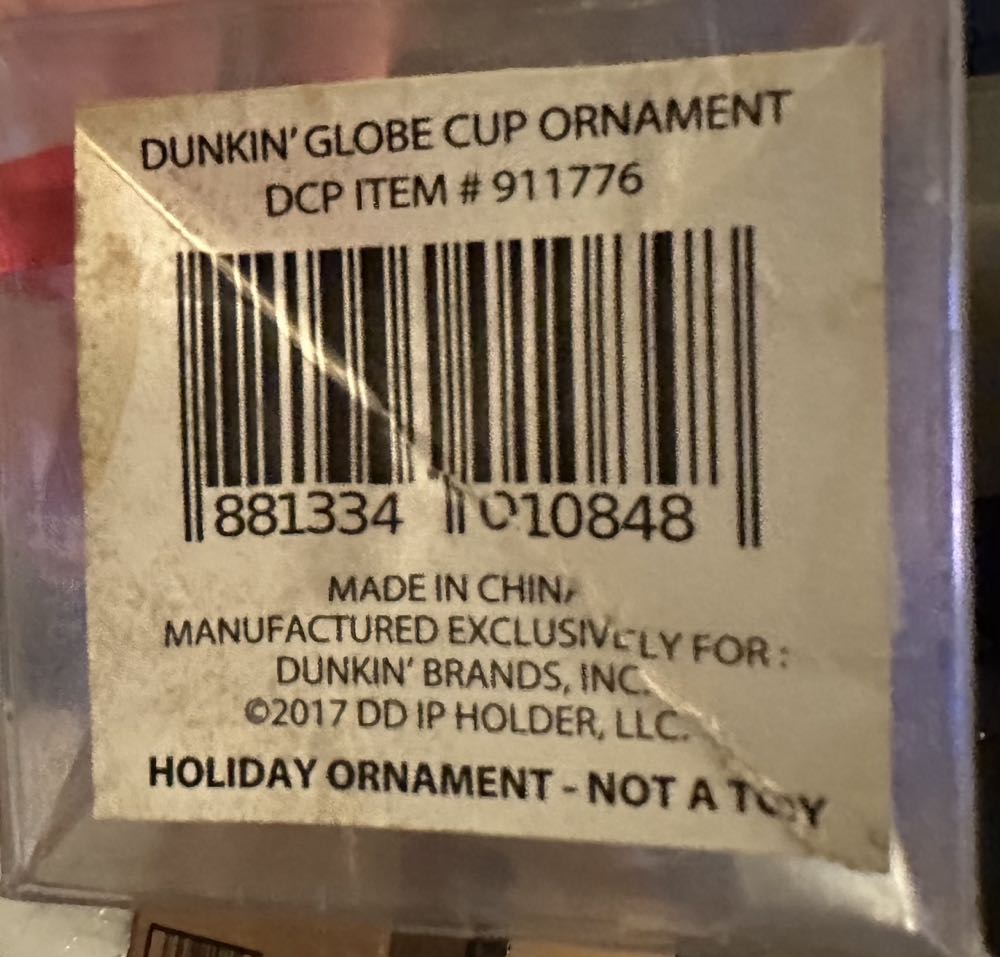 DUNKIN' GLOBE CUP ORNAMENT
DCP ITEM # 911776
881334 010848
MADE IN CHINA
MANUFACTURED EXCLUSIVELY FOR :
DUNKIN' BRANDS, INC.
©2017 DD IP HOLDER, LLC.
HOLIDAY ORNAMENT - NOT A TOY